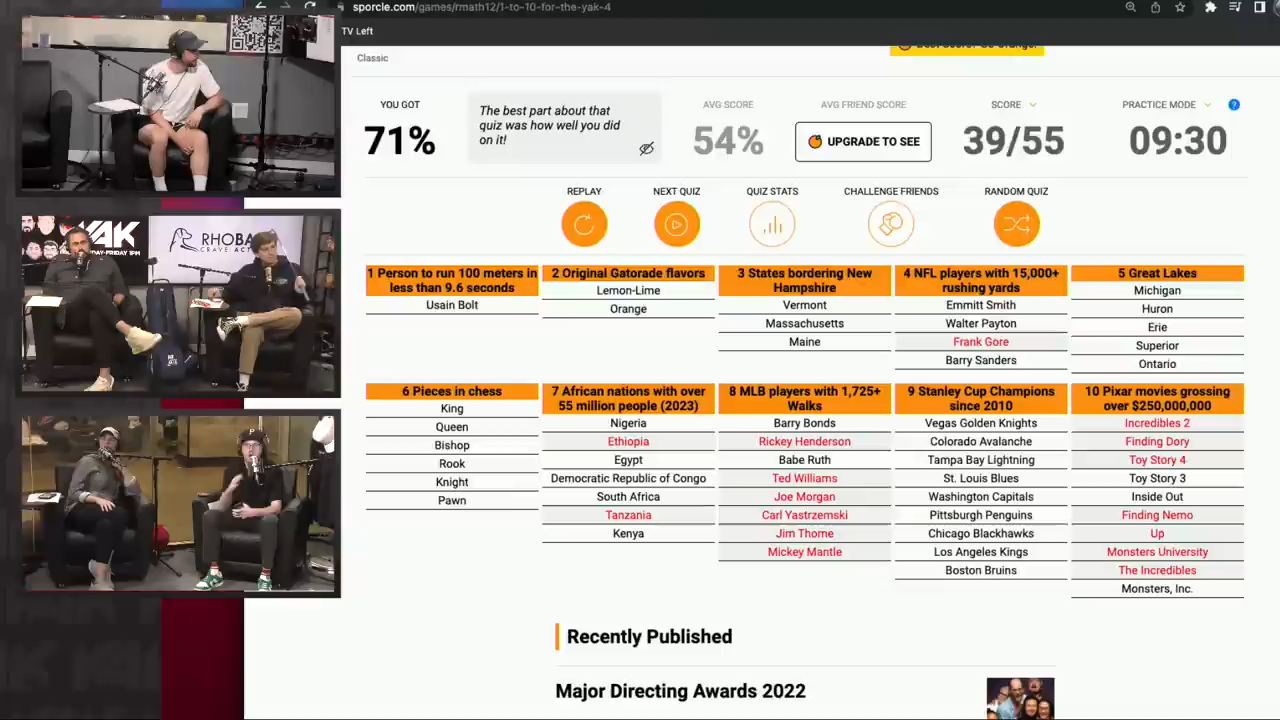 sporcle.com/games/rmath12/1-to-10-for-the-yak-4
TV Left
Classic
YOU GOT
71%
The best part about that
quiz was how well you did
on it!
AVG SCORE
54%
AVG FRIEND SCORE
UPGRADE TO SEE
SCORE
39/55
PRACTICE MODE
?
09:30
REPLAY
NEXT QUIZ
QUIZ STATS
CHALLENGE FRIENDS
RANDOM QUIZ
1 Person to run 100 meters in
less than 9.6 seconds
Usain Bolt
2 Original Gatorade flavors
Lemon-Lime
Orange
3 States bordering New
Hampshire
Vermont
Massachusetts
Maine
4 NFL players with 15,000+
rushing yards
Emmitt Smith
Walter Payton
Frank Gore
Barry Sanders
5 Great Lakes
Michigan
Huron
Erie
Superior
Ontario
6 Pieces in chess
King
Queen
Bishop
Rook
Knight
Pawn
7 African nations with over
55 million people (2023)
Nigeria
Ethiopia
Egypt
Democratic Republic of Congo
South Africa
Tanzania
Kenya
8 MLB players with 1,725+
Walks
Barry Bonds
Rickey Henderson
Babe Ruth
Ted Williams
Joe Morgan
Carl Yastrzemski
Jim Thome
Mickey Mantle
9 Stanley Cup Champions
since 2010
Vegas Golden Knights
Colorado Avalanche
Tampa Bay Lightning
St. Louis Blues
Washington Capitals
Pittsburgh Penguins
Chicago Blackhawks
Los Angeles Kings
Boston Bruins
10 Pixar movies grossing
over $250,000,000
Incredibles 2
Finding Dory
Toy Story 4
Toy Story 3
Inside Out
Finding Nemo
Up
Monsters University
The Incredibles
Monsters, Inc.
Recently Published
Major Directing Awards 2022
YAK
RHOBA